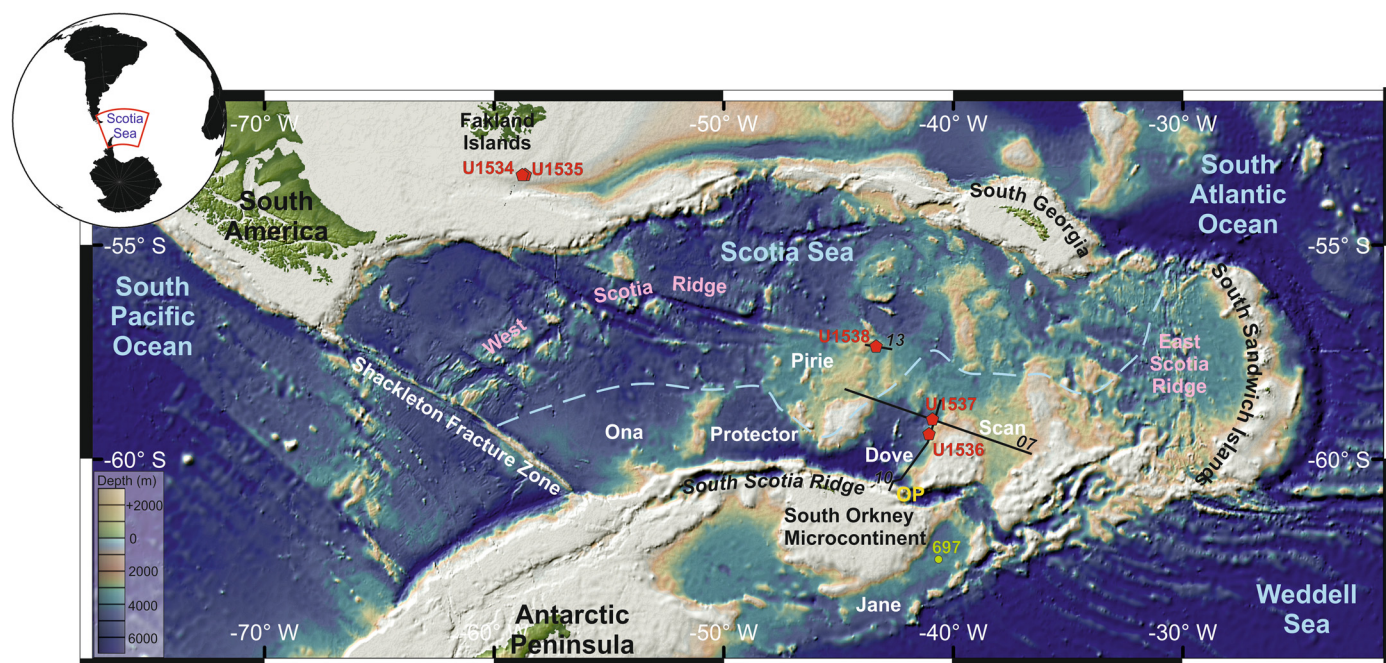 Scotia
Sea
-70° W
Fakland
Islands
-50° W
-40° W
-30° W
U1534
U1535
South
America
South Georgia
South
Atlantic
Ocean
-55° S
-55° S
Scotia Sea
South
Pacific
Ocean
Scotia Ridge
West
South Sandwich Islands
U1538
13
Pirie
East
Scotia
Ridge
Shackleton Fracture Zone
U1537
Ona
Protector
Scan
07
Dove
U1536
-60° S
-60° S
South Scotia Ridge
10
OP
Depth (m)
+2000
0
2000
4000
6000
South Orkney
Microcontinent
697
Jane
Weddell
Sea
Antarctic
Peninsula
-70° W
-60° W
-50° W
-40° W
-30° W